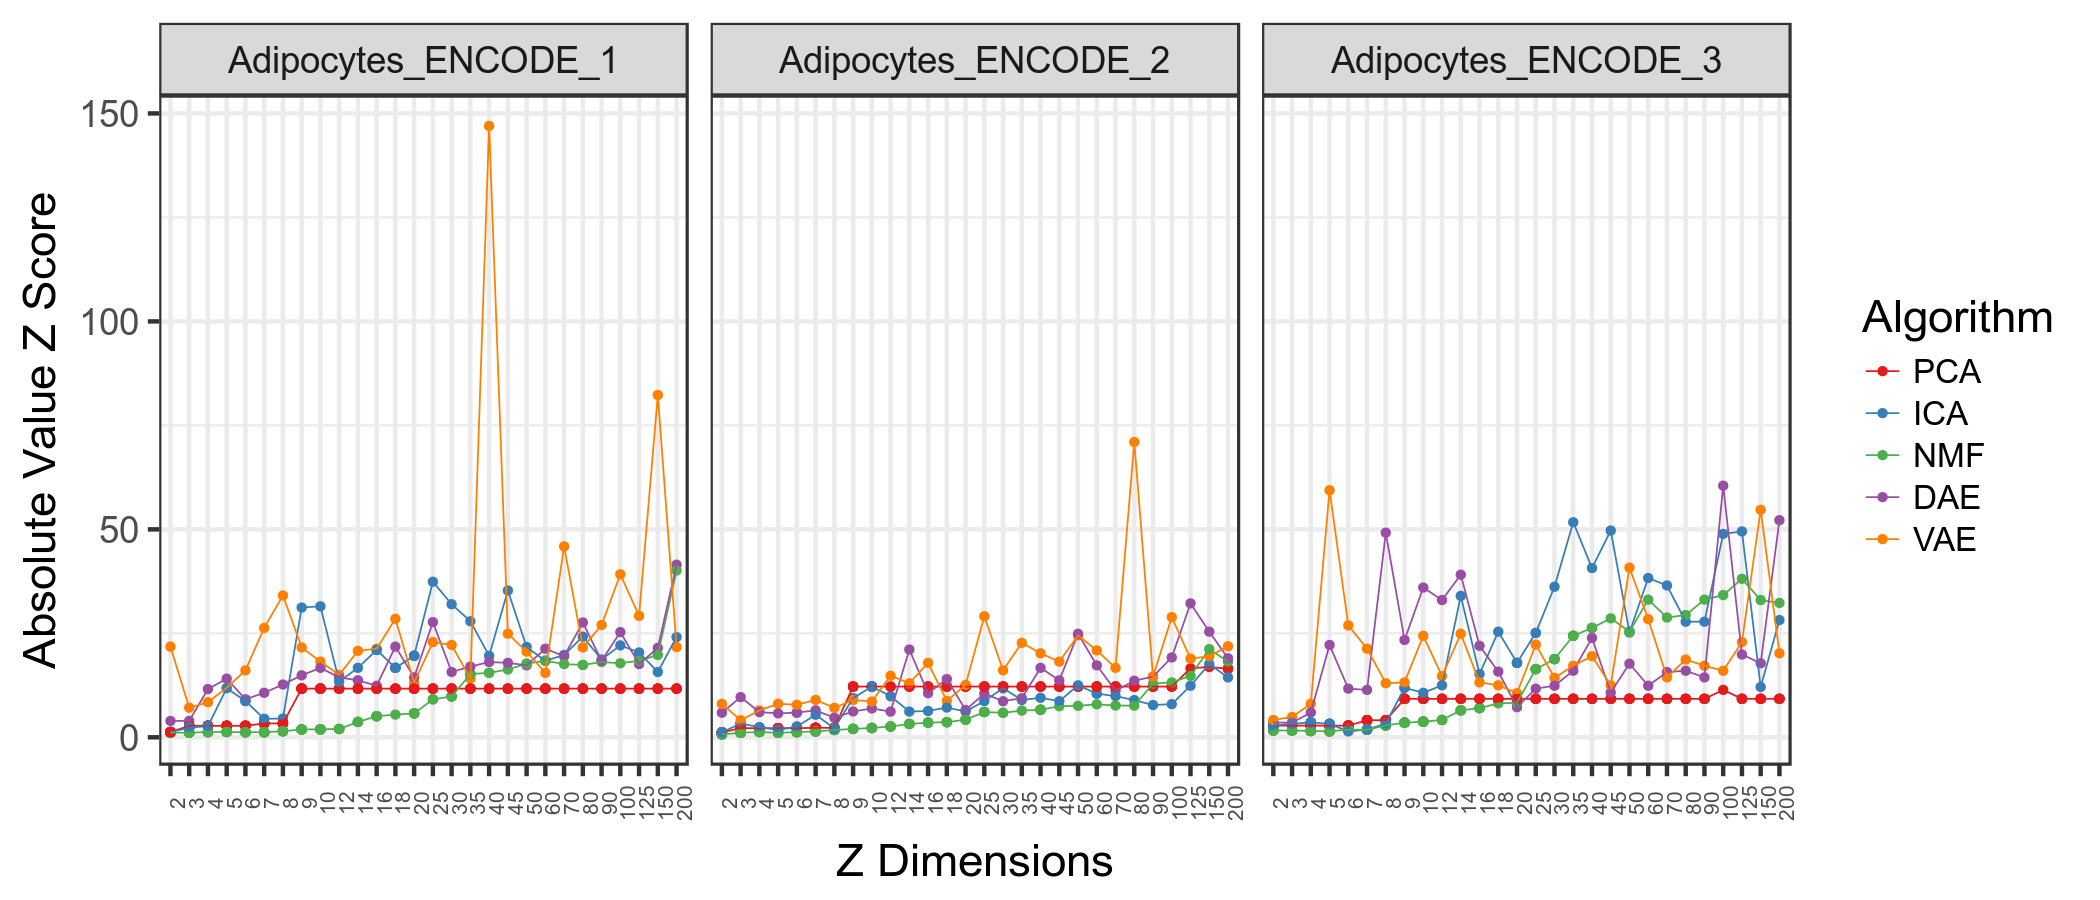 Adipocytes_ENCODE_1 Adipocytes_ENCODE_2 Adipocytes_ENCODE_3
150
100
50
0
Absolute Value Z Score
2 3 4 5 6 7 8 9 10 12 14 16 18 20 25 30 35 40 45 50 60 70 80 90 100 125 150 200
2 3 4 5 6 7 8 9 10 12 14 16 18 20 25 30 35 40 45 50 60 70 80 90 100 125 150 200
2 3 4 5 6 7 8 9 10 12 14 16 18 20 25 30 35 40 45 50 60 70 80 90 100 125 150 200
Z Dimensions
Algorithm
PCA
ICA
NMF
DAE
VAE